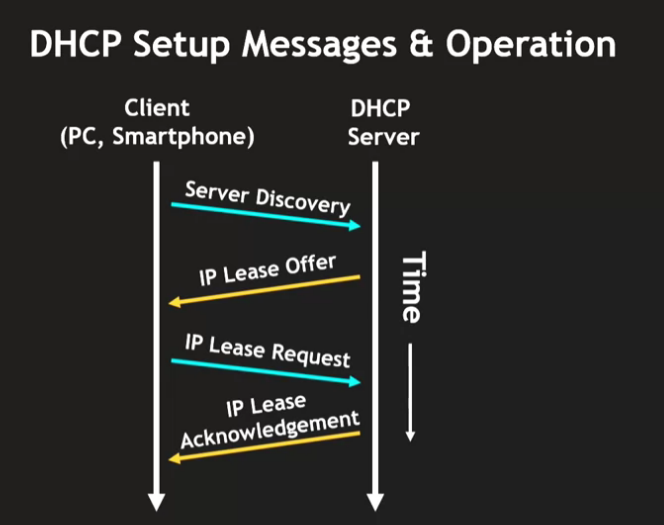 DHCP Setup Messages & Operation
Client
(PC, Smartphone)
DHCP
Server
Server Discovery
IP Lease Offer
Time
IP Lease Request
IP Lease
Acknowledgement